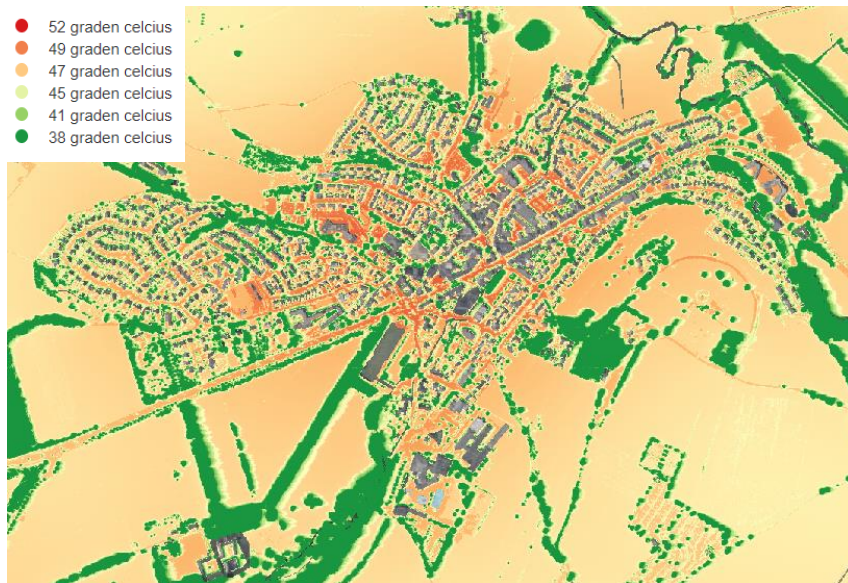 52 graden celcius
49 graden celcius
47 graden celcius
45 graden celcius
41 graden celcius
38 graden celcius